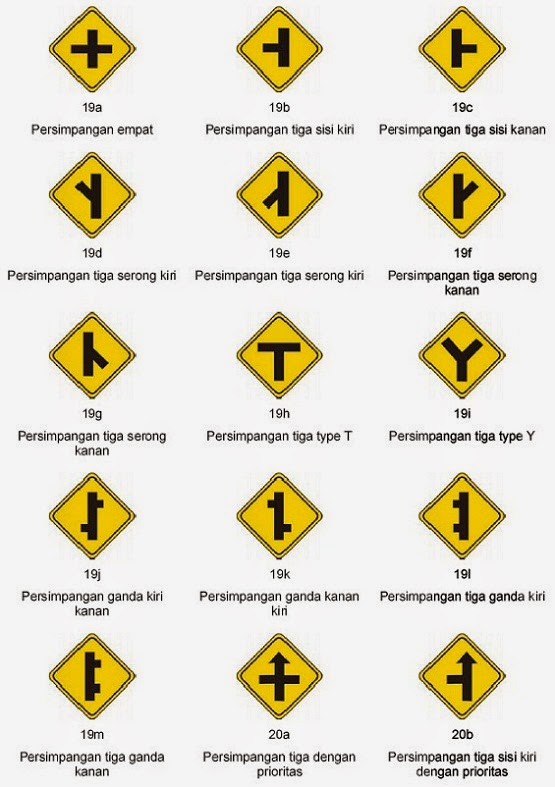 19a
Persimpangan empat
19b
Persimpangan tiga sisi kiri
19c
Persimpangan tiga sisi kanan
19d
Persimpangan tiga serong kiri
19e
Persimpangan tiga serong kiri
19f
Persimpangan tiga serong
kanan
19g
Persimpangan tiga serong
kanan
19h
Persimpangan tiga type T
19i
Persimpangan tiga type Y
19j
Persimpangan ganda kiri
kanan
19k
Persimpangan ganda kanan
kiri
19l
Persimpangan tiga ganda kiri
19m
Persimpangan tiga ganda
kanan
20a
Persimpangan tiga dengan
prioritas
20b
Persimpangan tiga sisi kiri
dengan prioritas